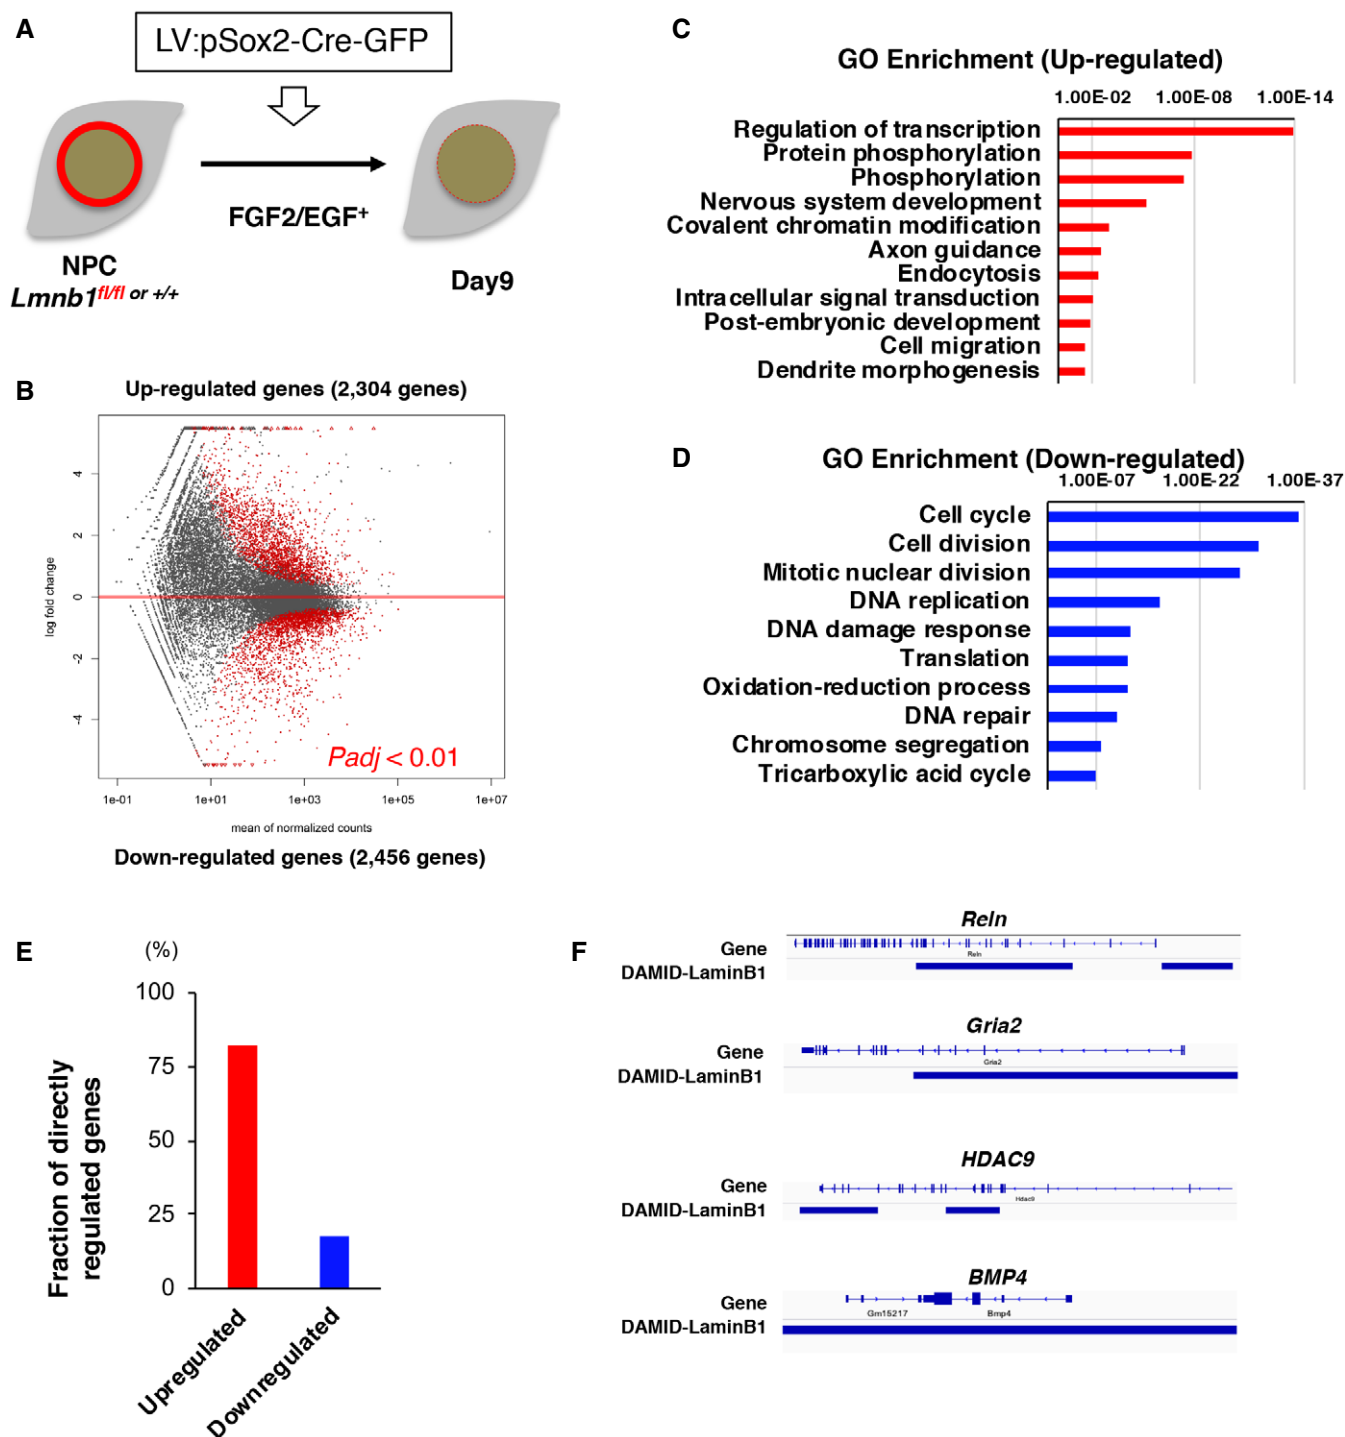 A
LV:pSox2-Cre-GFP
FGF2/EGF+
NPC
Lmnb1fl/fl or +/+
Day9
B
Up-regulated genes (2,304 genes)
log fold change
4
2
0
-2
-4
Padj < 0.01
1e-01 1e+01 1e+03 1e+05 1e+07
mean of normalized counts
Down-regulated genes (2,456 genes)
C
GO Enrichment (Up-regulated)
1.00E-02 1.00E-08 1.00E-14
Regulation of transcription
Protein phosphorylation
Phosphorylation
Nervous system development
Covalent chromatin modification
Axon guidance
Endocytosis
Intracellular signal transduction
Post-embryonic development
Cell migration
Dendrite morphogenesis
D
GO Enrichment (Down-regulated)
1.00E-07 1.00E-22 1.00E-37
Cell cycle
Cell division
Mitotic nuclear division
DNA replication
DNA damage response
Translation
Oxidation-reduction process
DNA repair
Chromosome segregation
Tricarboxylic acid cycle
E
(%)
Fraction of directly
regulated genes
100
75
50
25
0
Upregulated
Downregulated
F
Reln
Gene
Reln
DAMID-LaminB1
Gria2
Gene
Gria2
DAMID-LaminB1
HDAC9
Gene
Hdac9
DAMID-LaminB1
BMP4
Gene
Gm15217 Bmp4
DAMID-LaminB1